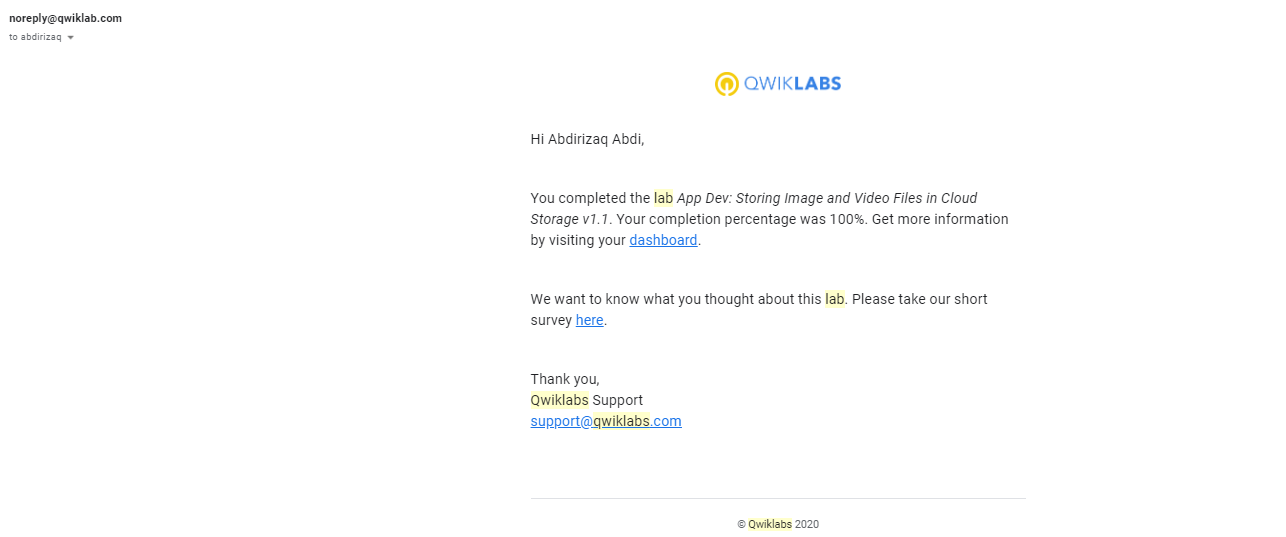 noreply@qwiklab.com
to abdirizaq
QWIKLABS
Hi Abdirizaq Abdi,
You completed the lab App Dev: Storing Image and Video Files in Cloud
Storage v1.1. Your completion percentage was 100%. Get more information
by visiting your dashboard.
We want to know what you thought about this lab. Please take our short
survey here.
Thank you,
Qwiklabs Support
support@qwiklabs.com
© Qwiklabs 2020